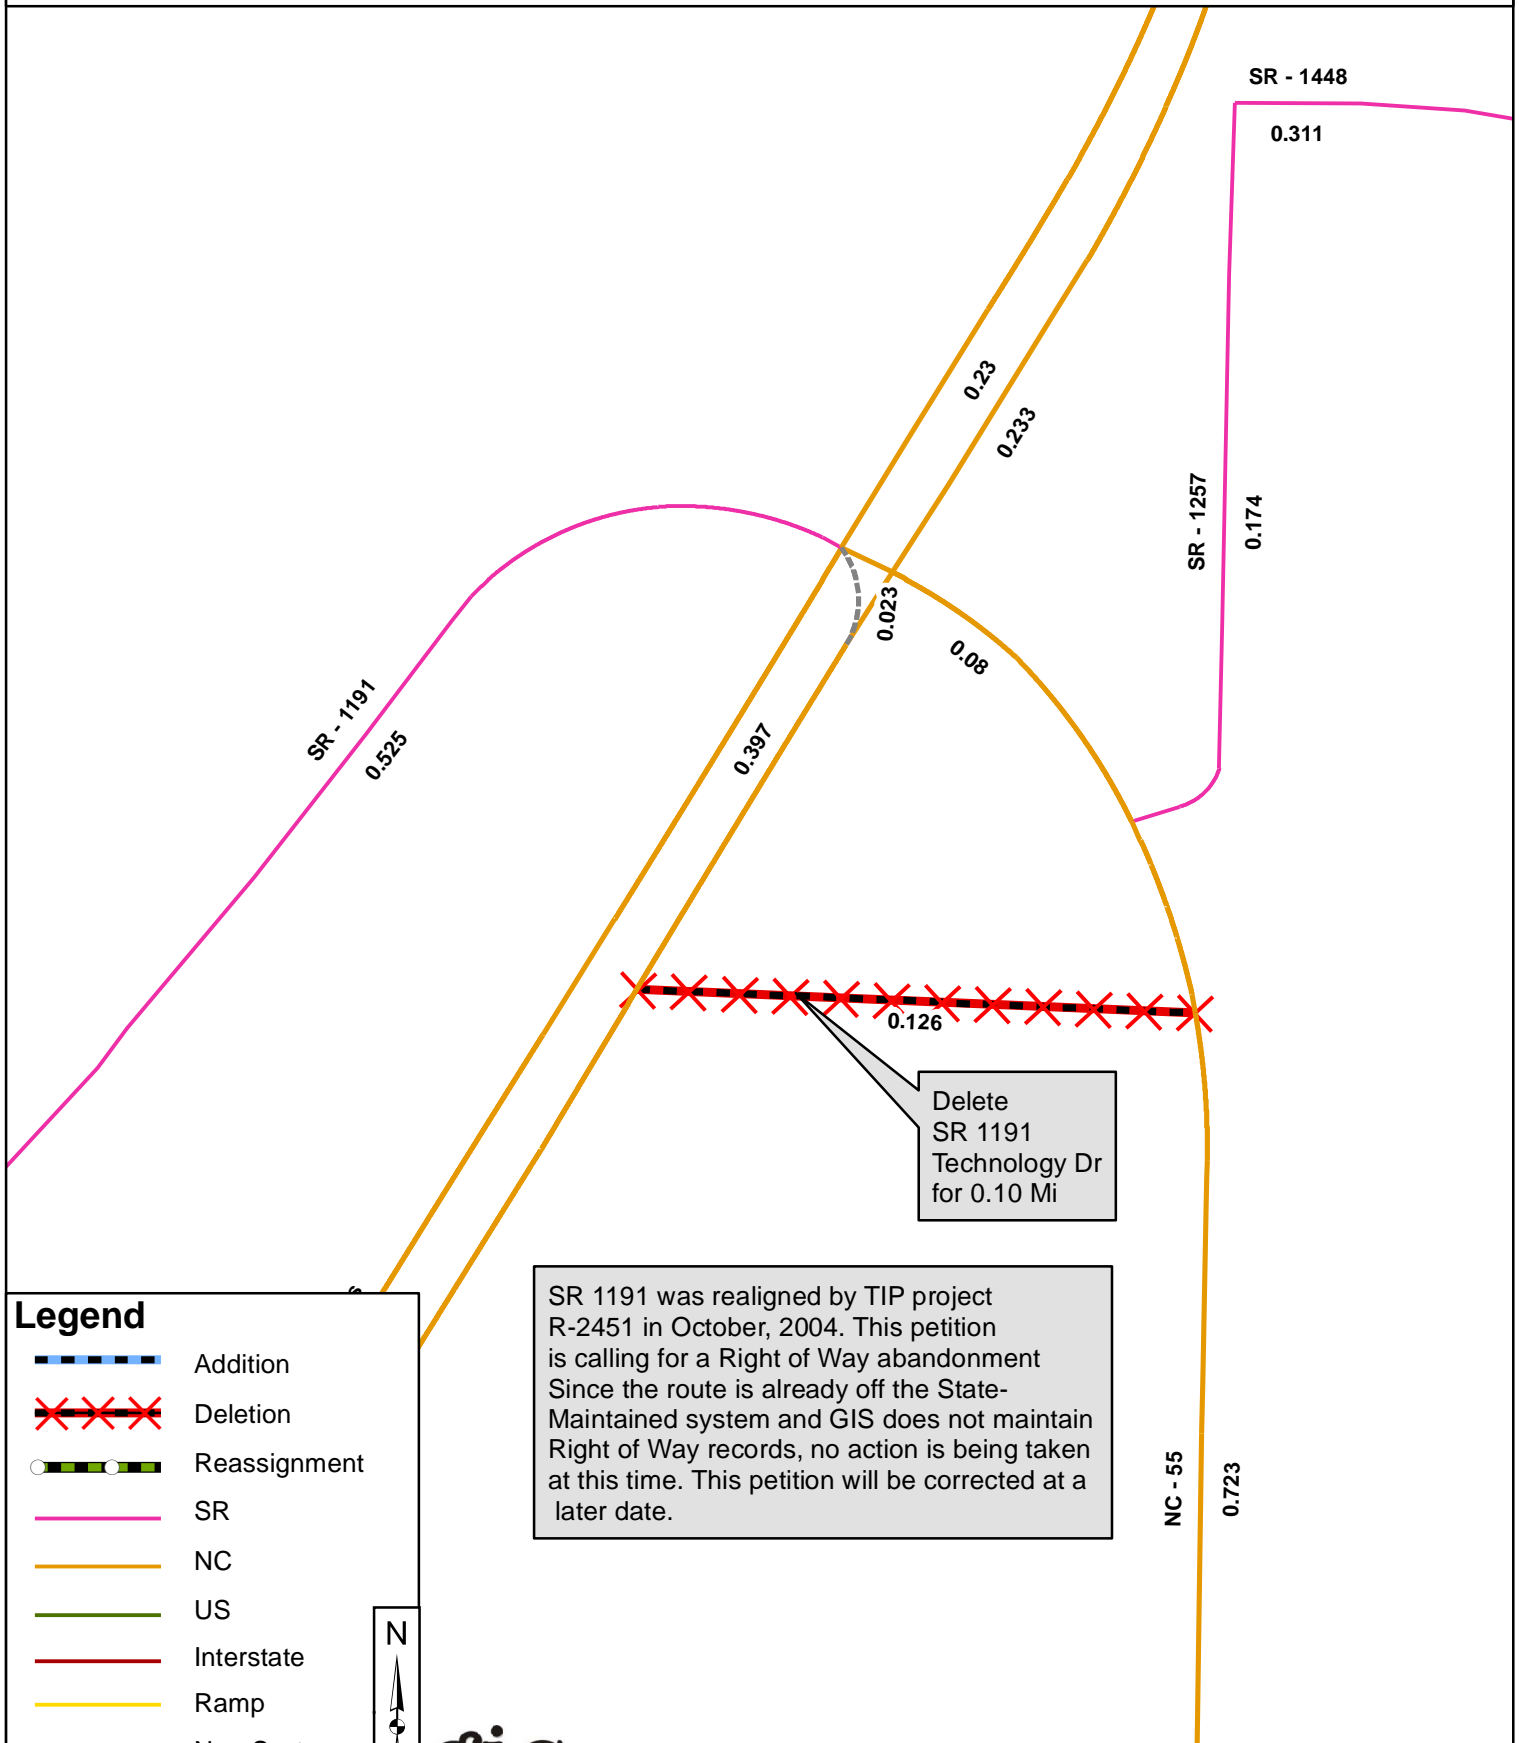 SR - 1448
0.311
0.23
0.233
SR - 1257
0.174
0.023
0.08
SR - 1191
0.525
0.397
0.126
Delete
SR 1191
Technology Dr
for 0.10 Mi
SR 1191 was realigned by TIP project
R-2451 in October, 2004. This petition
is calling for a Right of Way abandonment
Since the route is already off the State-
Maintained system and GIS does not maintain
Right of Way records, no action is being taken
at this time. This petition will be corrected at a
later date.
NC - 55
0.723
Legend
Addition
Deletion
Reassignment
SR
NC
US
Interstate
Ramp
N